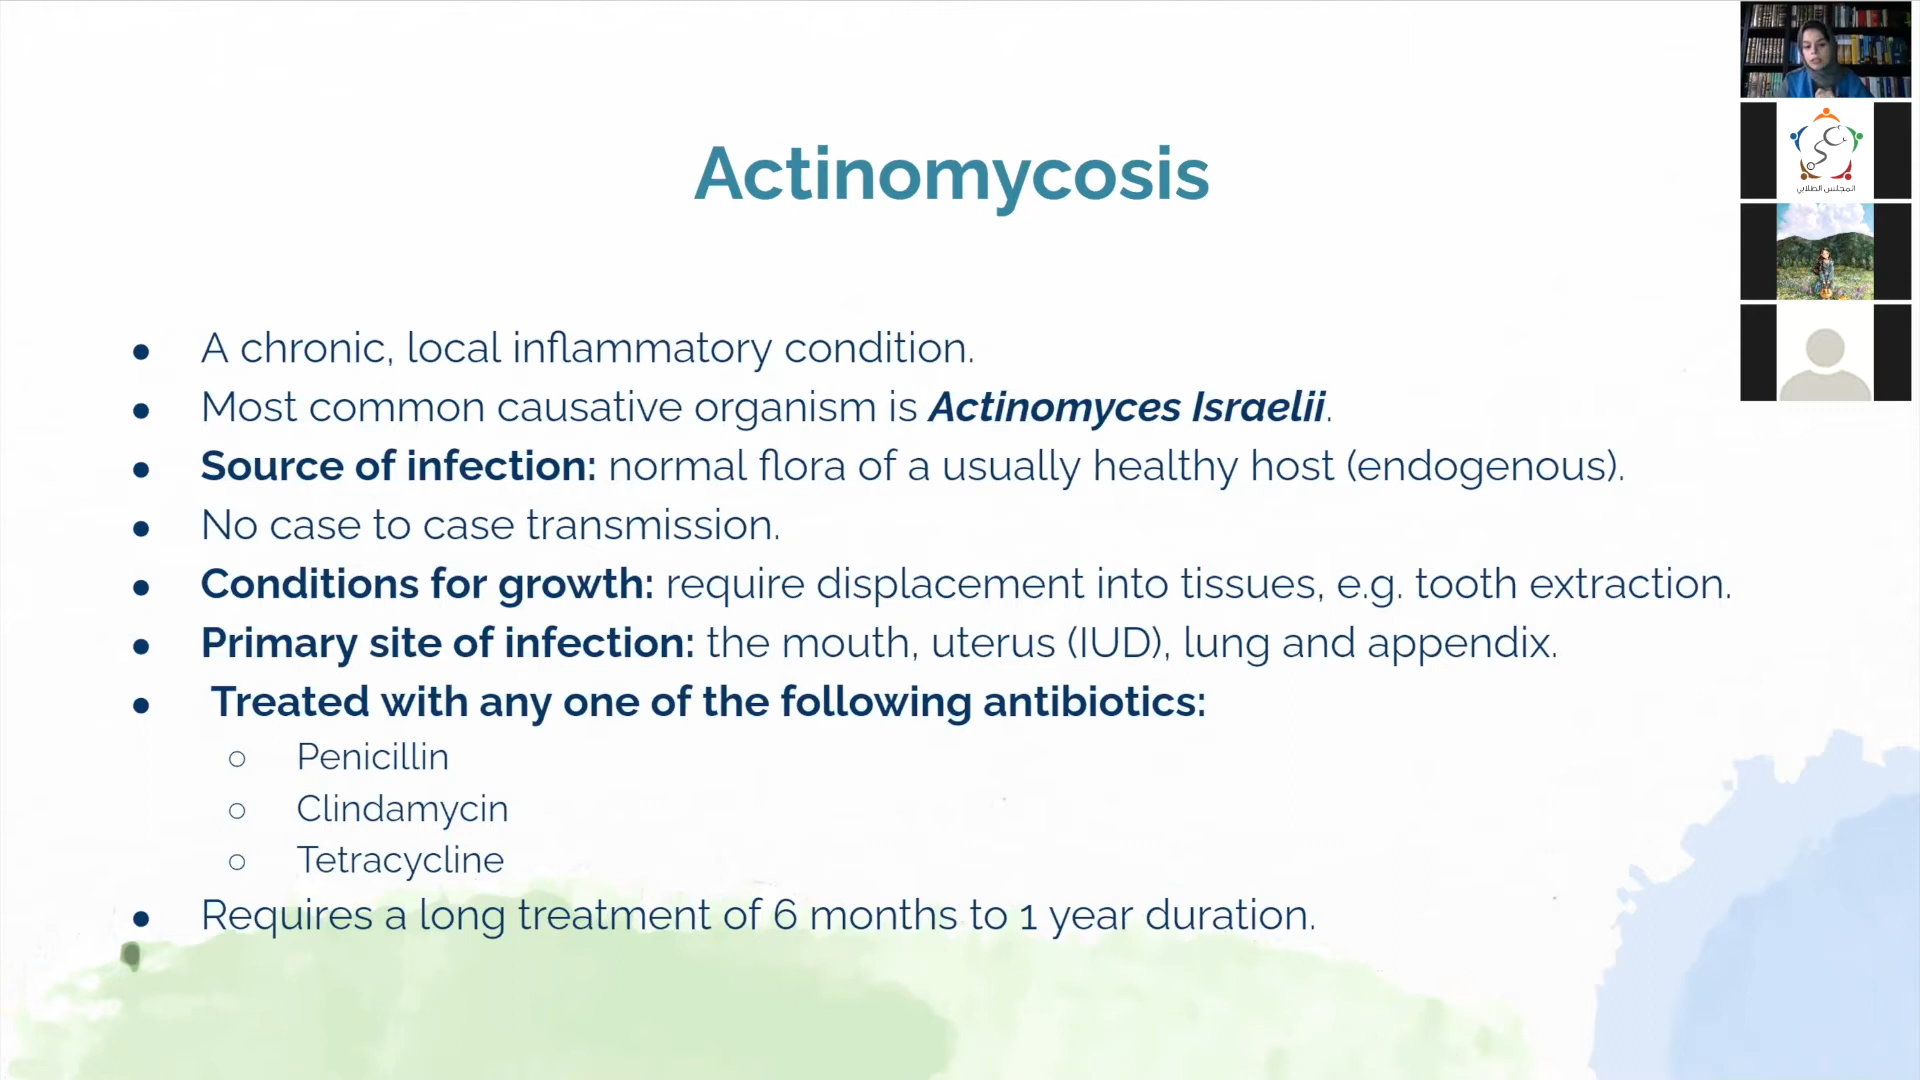 Actinomycosis
● A chronic, local inflammatory condition.
● Most common causative organism is Actinomyces Israelii.
● Source of infection: normal flora of a usually healthy host (endogenous).
● No case to case transmission.
● Conditions for growth: require displacement into tissues, e.g. tooth extraction.
● Primary site of infection: the mouth, uterus (IUD), lung and appendix.
● Treated with any one of the following antibiotics:
○ Penicillin
○ Clindamycin
○ Tetracycline
● Requires a long treatment of 6 months to 1 year duration.
SC
المجلس الطلابي